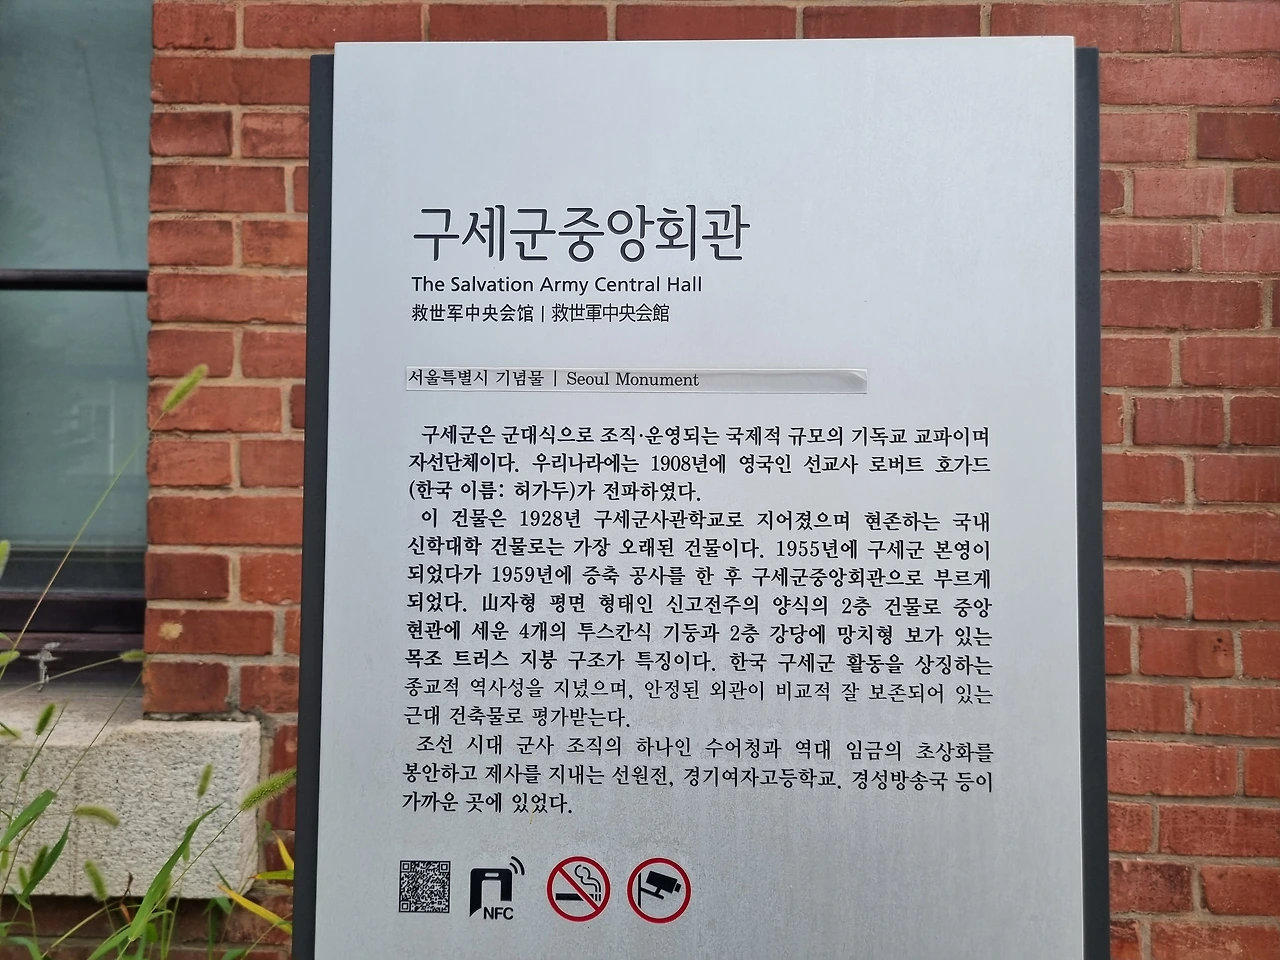 구세군중앙회관
The Salvation Army Central Hall
救世军中央会馆 | 救世軍中央会館
서울특별시 기념물 | Seoul Monument
구세군은 군대식으로 조직·운영되는 국제적 규모의 기독교 교파이며
자선단체이다. 우리나라에는 1908년에 영국인 선교사 로버트 호가드
(한국 이름: 허가두)가 전파하였다.
이 건물은 1928년 구세군사관학교로 지어졌으며 현존하는 국내
신학대학 건물로는 가장 오래된 건물이다. 1955년에 구세군 본영이
되었다가 1959년에 증축 공사를 한 후 구세군중앙회관으로 부르게
되었다. 山자형 평면 형태인 신고전주의 양식의 2층 건물로 중앙
현관에 세운 4개의 투스칸식 기둥과 2층 강당에 망치형 보가 있는
목조 트러스 지붕 구조가 특징이다. 한국 구세군 활동을 상징하는
종교적 역사성을 지녔으며, 안정된 외관이 비교적 잘 보존되어 있는
근대 건축물로 평가받는다.
조선 시대 군사 조직의 하나인 수어청과 역대 임금의 초상화를
봉안하고 제사를 지내는 선원전, 경기여자고등학교, 경성방송국 등이
가까운 곳에 있었다.
NFC